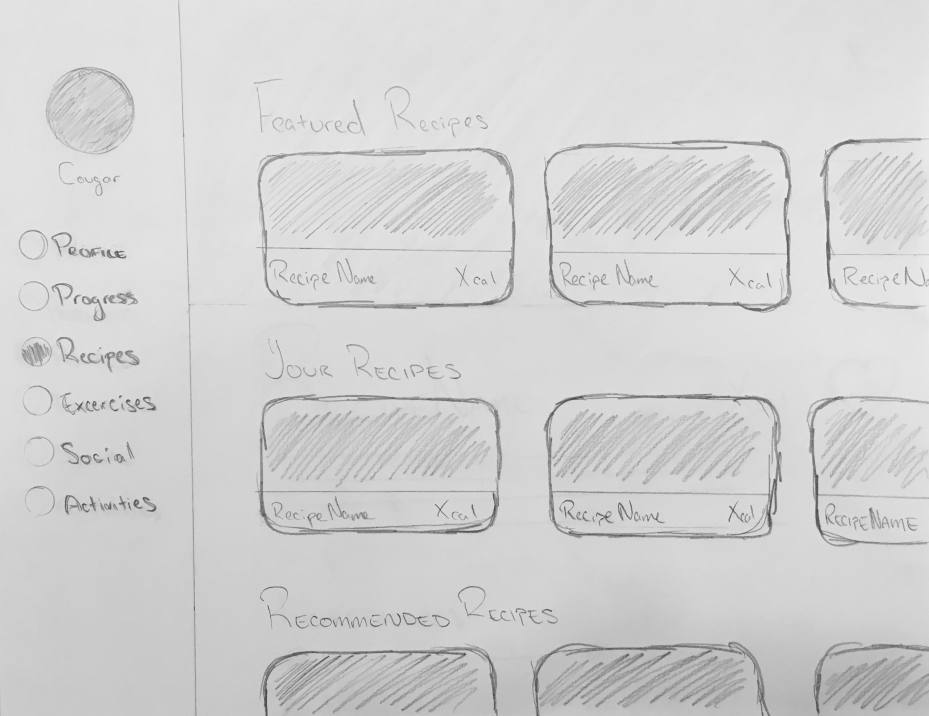 Cougar
Profile
Progress
Recipes
Excercises
Social
Activities
Featured Recipes
Recipe Name Xcal
Recipe Name Xcal
Recipe Na
Your Recipes
Recipe Name Xcal
Recipe Name Xcal
Recipe Name
Recommended Recipes